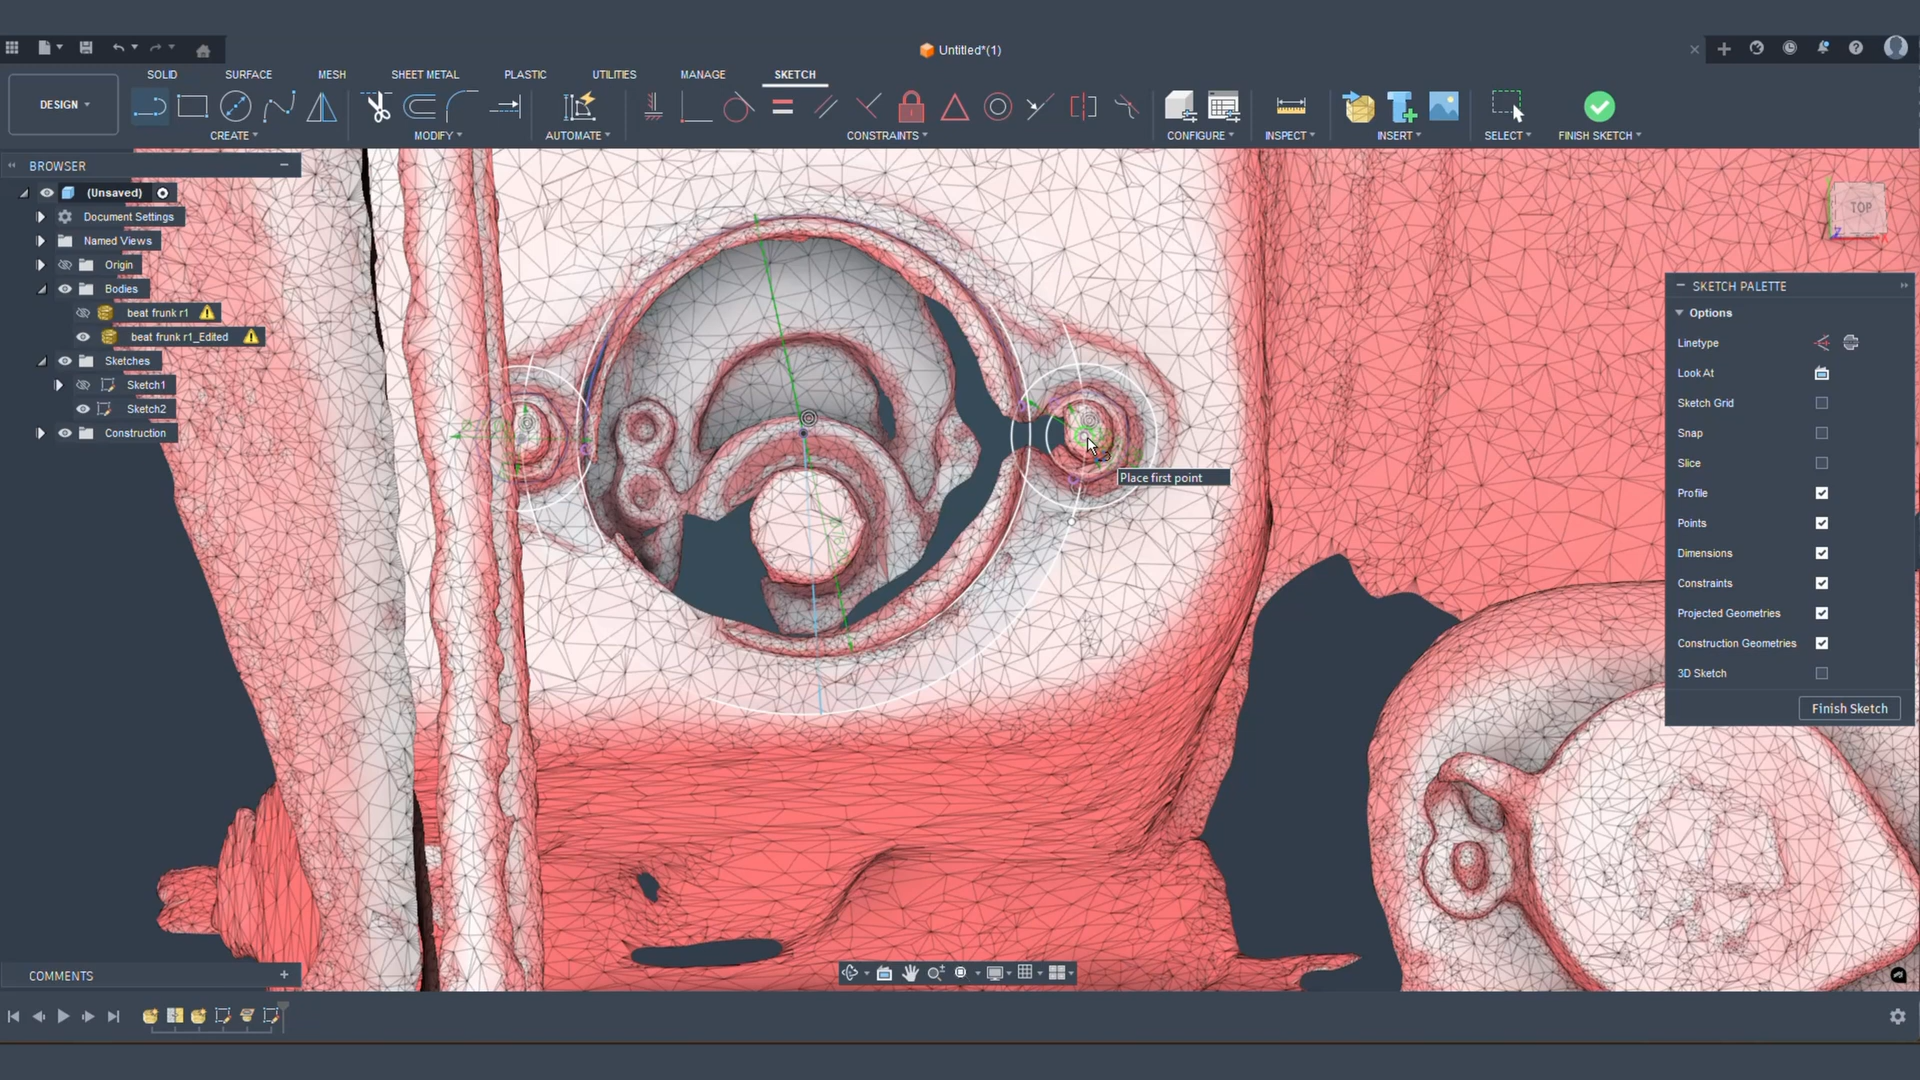 Untitled*(1)
DESIGN
SOLID
SURFACE
MESH
SHEET METAL
PLASTIC
UTILITIES
MANAGE
SKETCH
CREATE
MODIFY
AUTOMATE
CONSTRAINTS
CONFIGURE
INSPECT
INSERT
SELECT
FINISH SKETCH
BROWSER
(Unsaved)
Document Settings
Named Views
Origin
Bodies
beat frunk r1
beat frunk r1_Edited
Sketches
Sketch1
Sketch2
Construction
TOP
Place first point
SKETCH PALETTE
Options
Linetype
Look At
Sketch Grid
Snap
Slice
Profile
Points
Dimensions
Constraints
Projected Geometries
Construction Geometries
3D Sketch
Finish Sketch
COMMENTS